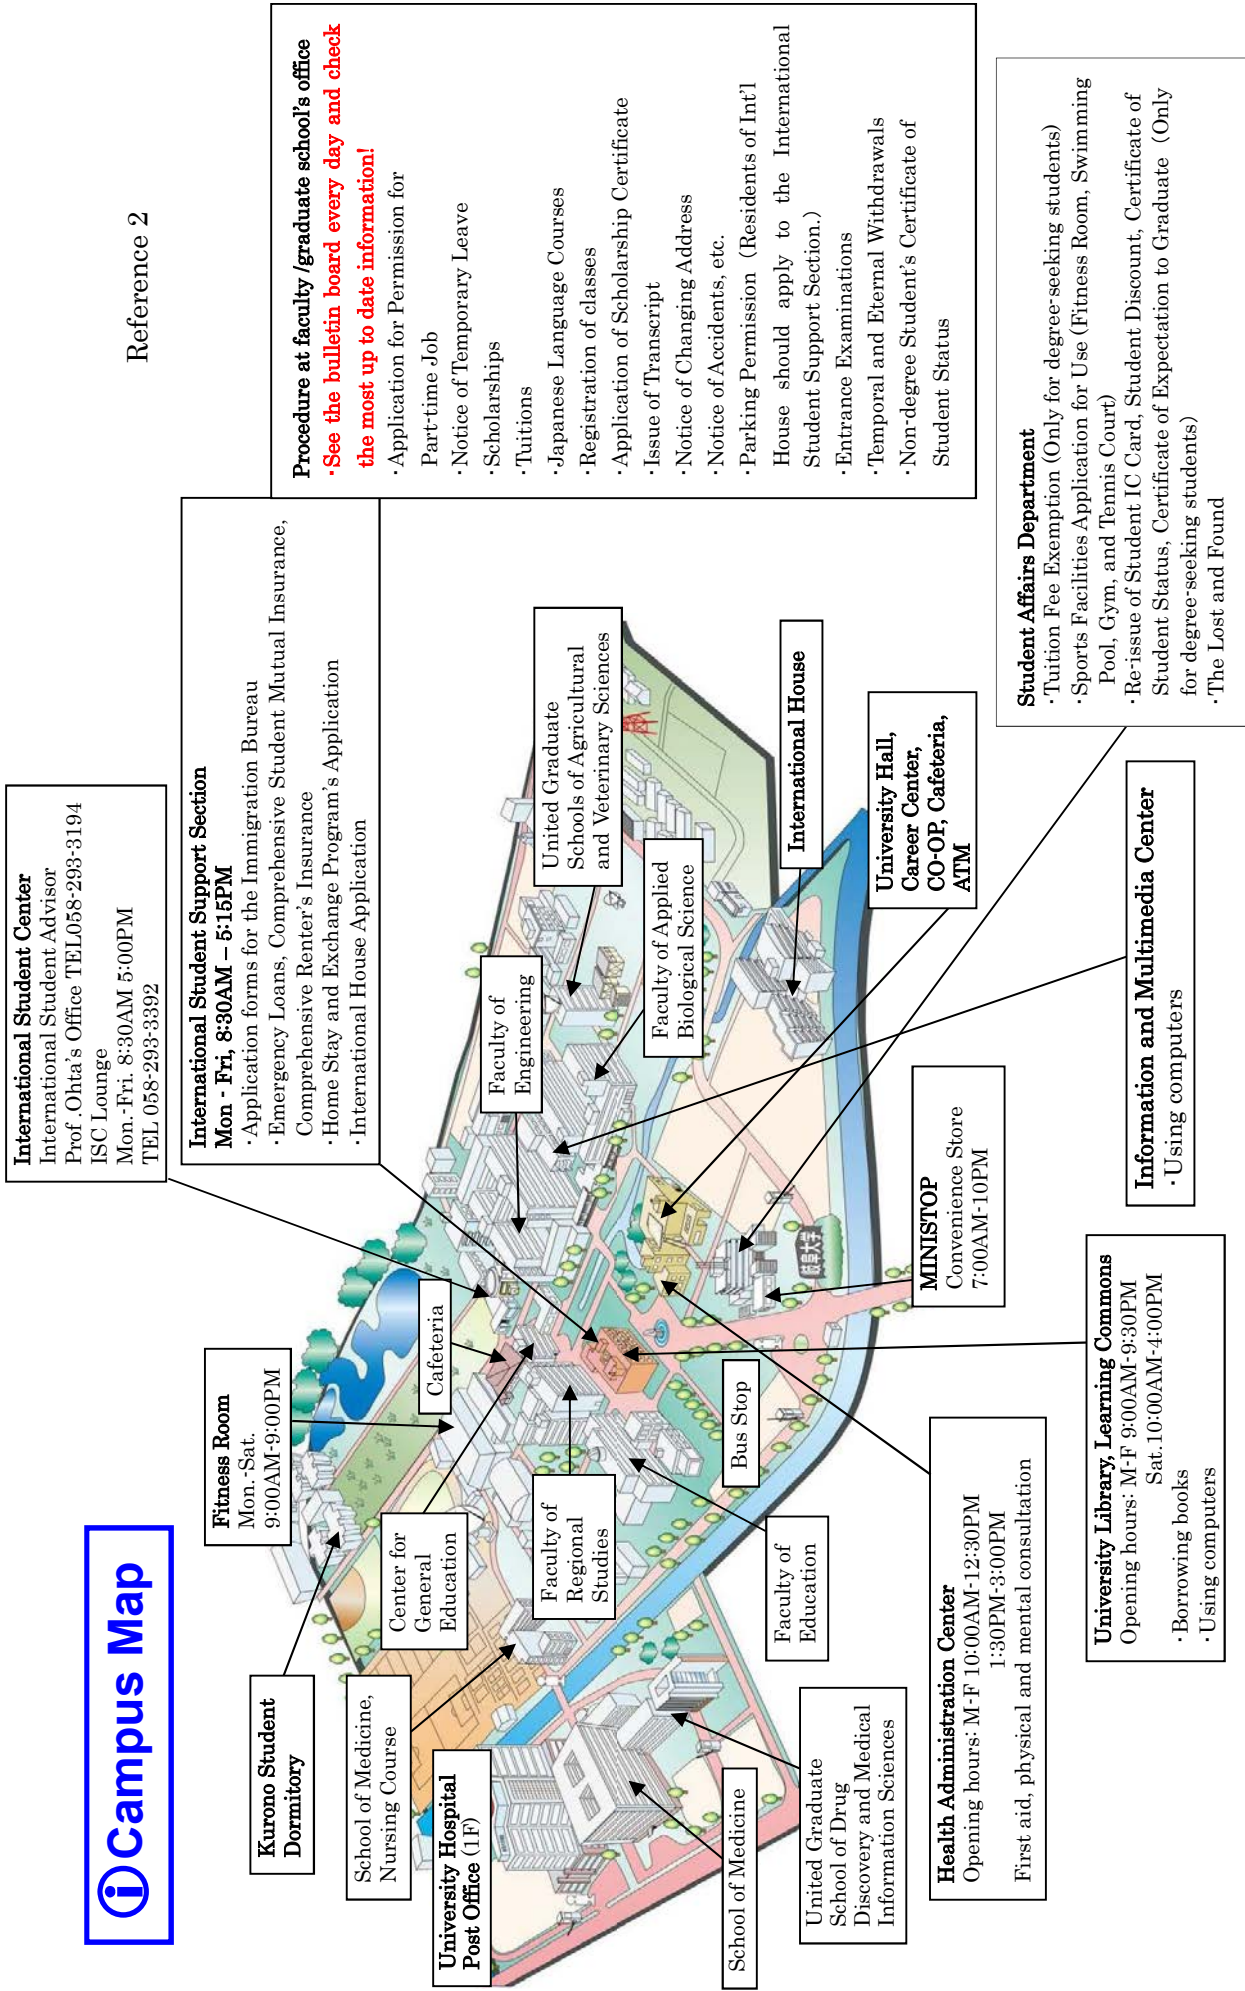 Campus Map
Reference 2
International Student Center
International Student Advisor
Prof .Ohta's Office TEL058-293-3194
ISC Lounge
Mon.-Fri. 8:30AM 5:00PM
TEL 058-293-3392
International Student Support Section
Mon - Fri, 8:30AM – 5:15PM
・Application forms for the Immigration Bureau
・Emergency Loans, Comprehensive Student Mutual Insurance,
Comprehensive Renter's Insurance
・Home Stay and Exchange Program's Application
・International House Application
Procedure at faculty /graduate school's office
・See the bulletin board every day and check
the most up to date information!
・Application for Permission for
Part-time Job
・Notice of Temporary Leave
・Scholarships
・Tuitions
・Japanese Language Courses
・Registration of classes
・Application of Scholarship Certificate
・Issue of Transcript
・Notice of Changing Address
・Notice of Accidents, etc.
・Parking Permission (Residents of Int'l
House should apply to the International
Student Support Section.)
・Entrance Examinations
・Temporal and Eternal Withdrawals
・Non-degree Student's Certificate of
Student Status
Fitness Room
Mon.-Sat.
9:00AM-9:00PM
Kurono Student
Dormitory
School of Medicine,
Nursing Course
Center for
General
Education
Cafeteria
University Hospital
Post Office (1F)
Faculty of
Engineering
United Graduate
Schools of Agricultural
and Veterinary Sciences
Faculty of
Regional
Studies
Faculty of Applied
Biological Science
School of Medicine
Bus Stop
Faculty of
Education
International House
United Graduate
School of Drug
Discovery and Medical
Information Sciences
岐阜大学
University Hall,
Career Center,
CO-OP, Cafeteria,
ATM
MINISTOP
Convenience Store
7:00AM-10PM
Health Administration Center
Opening hours: M-F 10:00AM-12:30PM
1:30PM-3:00PM
First aid, physical and mental consultation
Student Affairs Department
・Tuition Fee Exemption (Only for degree-seeking students)
・Sports Facilities Application for Use (Fitness Room, Swimming
Pool, Gym, and Tennis Court)
・Re-issue of Student IC Card, Student Discount, Certificate of
Student Status, Certificate of Expectation to Graduate (Only
for degree-seeking students)
・The Lost and Found
University Library, Learning Commons
Opening hours: M-F 9:00AM-9:30PM
Sat.10:00AM-4:00PM
・Borrowing books
・Using computers
Information and Multimedia Center
・Using computers